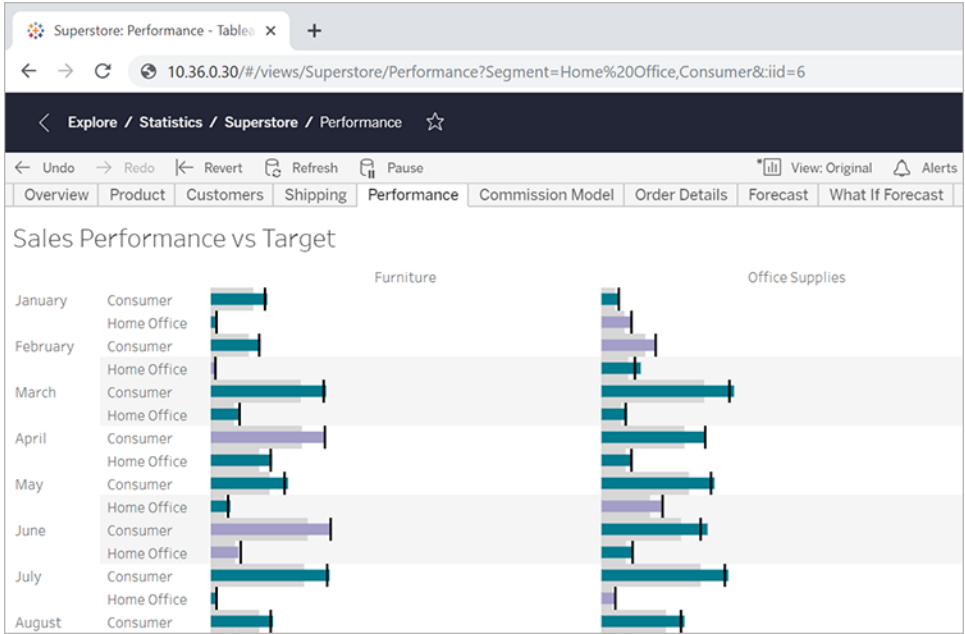 Superstore: Performance - Tablea
10.36.0.30/#/views/Superstore/Performance?Segment=Home%20Office,Consumer&:iid=6
Explore / Statistics / Superstore / Performance
Undo Redo Revert Refresh Pause View: Original Alerts
Overview Product Customers Shipping Performance Commission Model Order Details Forecast What If Forecast
Sales Performance vs Target
Furniture Office Supplies
January Consumer
Home Office
February Consumer
Home Office
March Consumer
Home Office
April Consumer
Home Office
May Consumer
Home Office
June Consumer
Home Office
July Consumer
Home Office
August Consumer